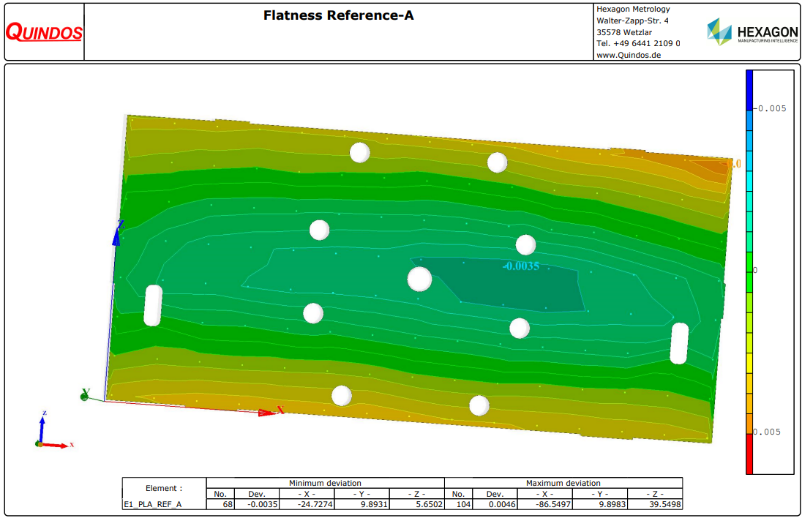 QUINDOS
Flatness Reference-A
Hexagon Metrology
Walter-Zapp-Str. 4
35578 Wetzlar
Tel. +49 6441 2109 0
www.Quindos.de
HEXAGON
MANUFACTURING INTELLIGENCE
-0.005
0
0.005
-0.0035
Z
Y
X
z
x
Element :
Minimum deviation
Maximum deviation
No. Dev. - X - - Y - - Z - No. Dev. - X - - Y - - Z -
E1_PLA_REF_A 68 -0.0035 -24.7274 9.8931 5.6502 104 0.0046 -86.5497 9.8983 39.5498